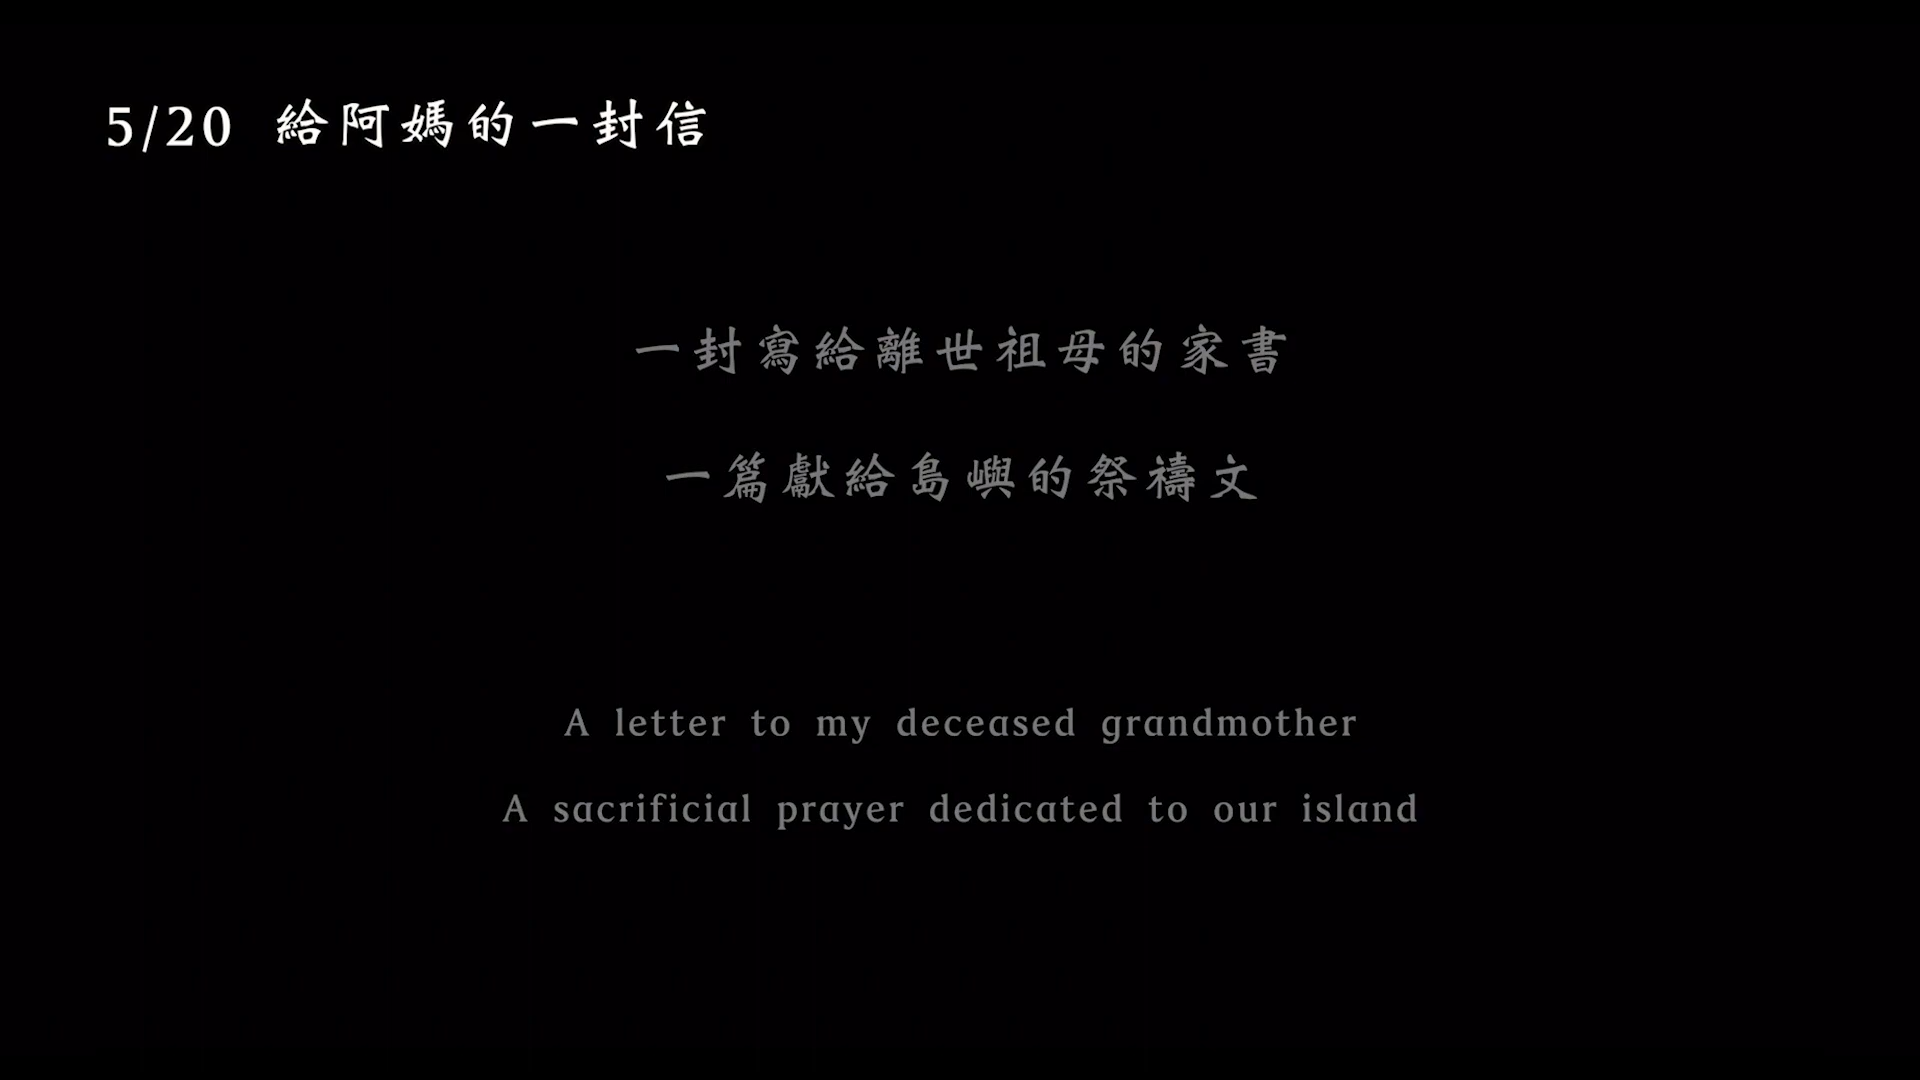 5/20 給阿媽的一封信
一封寫給離世祖母的家書
一篇獻給島嶼的祭禱文
A letter to my deceased grandmother
A sacrificial prayer dedicated to our island